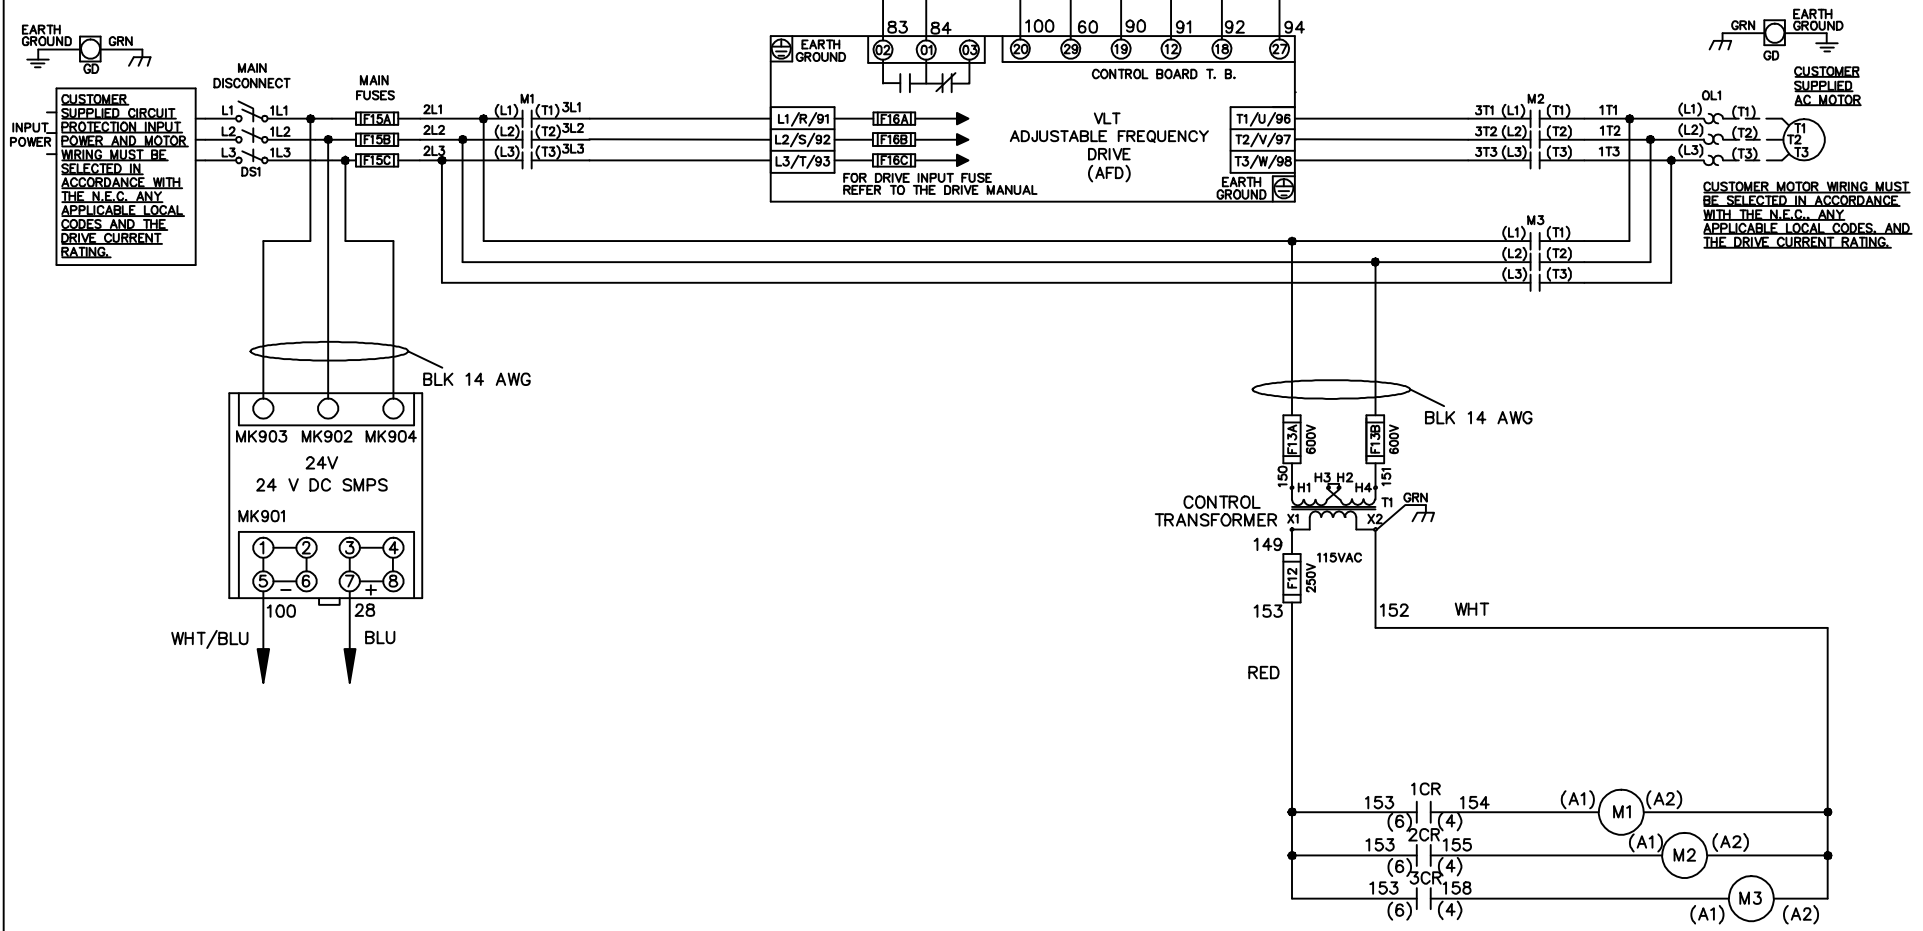 83 84 100 60 90 91 92 94
EARTH
GROUND
GRN
GD
EARTH
GROUND
02 01 03
20 29 19 12 18 27
CONTROL BOARD T. B.
GRN
EARTH
GROUND
GD
MAIN
DISCONNECT
MAIN
FUSES
CUSTOMER
SUPPLIED
AC MOTOR
INPUT
POWER
CUSTOMER
SUPPLIED CIRCUIT
PROTECTION INPUT
POWER AND MOTOR
WIRING MUST BE
SELECTED IN
ACCORDANCE WITH
THE N.E.C. ANY
APPLICABLE LOCAL
CODES AND THE
DRIVE CURRENT
RATING.
L1 1L1
L2 1L2
L3 1L3
DS1
F15A
F15B
F15C
2L1
2L2
2L3
M1
(L1) (T1) 3L1
(L2) (T2) 3L2
(L3) (T3) 3L3
L1/R/91
L2/S/92
L3/T/93
F16A
F16B
F16C
FOR DRIVE INPUT FUSE
REFER TO THE DRIVE MANUAL
VLT
ADJUSTABLE FREQUENCY
DRIVE
(AFD)
T1/U/96
T2/V/97
T3/W/98
EARTH
GROUND
M2
3T1 (L1) (T1) 1T1
3T2 (L2) (T2) 1T2
3T3 (L3) (T3) 1T3
OL1
(L1) (T1)
(L2) (T2)
(L3) (T3)
T1
T2
T3
CUSTOMER MOTOR WIRING MUST
BE SELECTED IN ACCORDANCE
WITH THE N.E.C., ANY
APPLICABLE LOCAL CODES, AND
THE DRIVE CURRENT RATING.
M3
(L1) (T1)
(L2) (T2)
(L3) (T3)
BLK 14 AWG
MK903 MK902 MK904
24V
24 V DC SMPS
MK901
1 2 3 4
5 6 7 8
- +
100 28
WHT/BLU BLU
BLK 14 AWG
F13A
600V
F13B
600V
150
151
H1 H3 H2 H4
CONTROL
TRANSFORMER
T1
GRN
X1 X2
149
115VAC
F12
250V
153
152 WHT
RED
1CR
153 154
(6) (4)
(A1) M1 (A2)
2CR
153 155
(6) (4)
(A1) M2 (A2)
3CR
153 158
(6) (4)
(A1) M3 (A2)